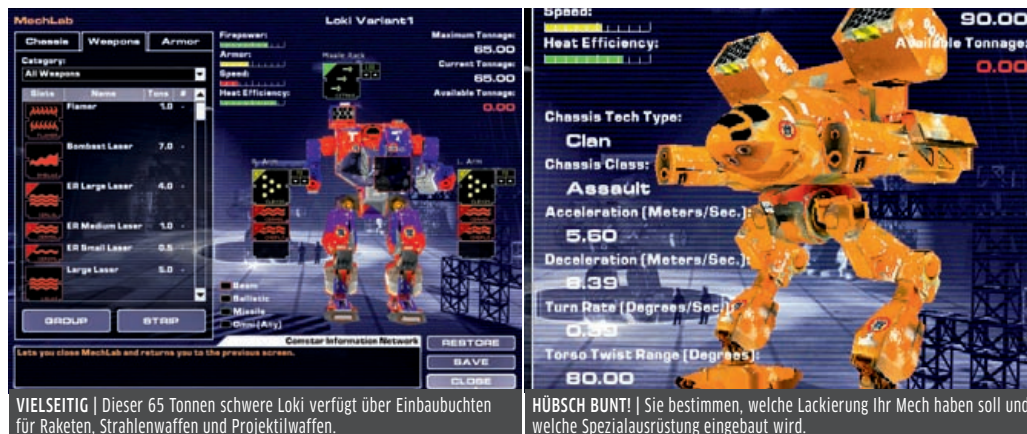 MechLab
Loki Variant1
Chassis
Weapons
Armor
Category:
All Weapons
Slots Name Tons #
Flamer 1.0 -
Bombast Laser 7.0 -
ER Large Laser 4.0 -
ER Medium Laser 1.0 -
ER Small Laser 0.5 -
Large Laser 5.0 -
GROUP
STRIP
Firepower:
Armor:
Speed:
Heat Efficiency:
Missile Rack
Maximum Tonnage:
65.00
Current Tonnage:
65.00
Available Tonnage:
0.00
R. Arm
L. Arm
Beam
Ballistic
Missile
Omni (Any)
Comstar Information Network
Lets you close MechLab and returns you to the previous screen.
RESTORE
SAVE
CLOSE
VIELSEITIG | Dieser 65 Tonnen schwere Loki verfügt über Einbaubuchten
für Raketen, Strahlenwaffen und Projektilwaffen.
Speed:
Heat Efficiency:
90.00
Available Tonnage:
0.00
Chassis Tech Type:
Clan
Chassis Class:
Assault
Acceleration (Meters/Sec.):
5.60
Deceleration (Meters/Sec.):
8.39
Turn Rate (Degrees/Sec.):
Torso Twist Range (Degrees):
80.00
HÜBSCH BUNT! | Sie bestimmen, welche Lackierung Ihr Mech haben soll und
welche Spezialausrüstung eingebaut wird.